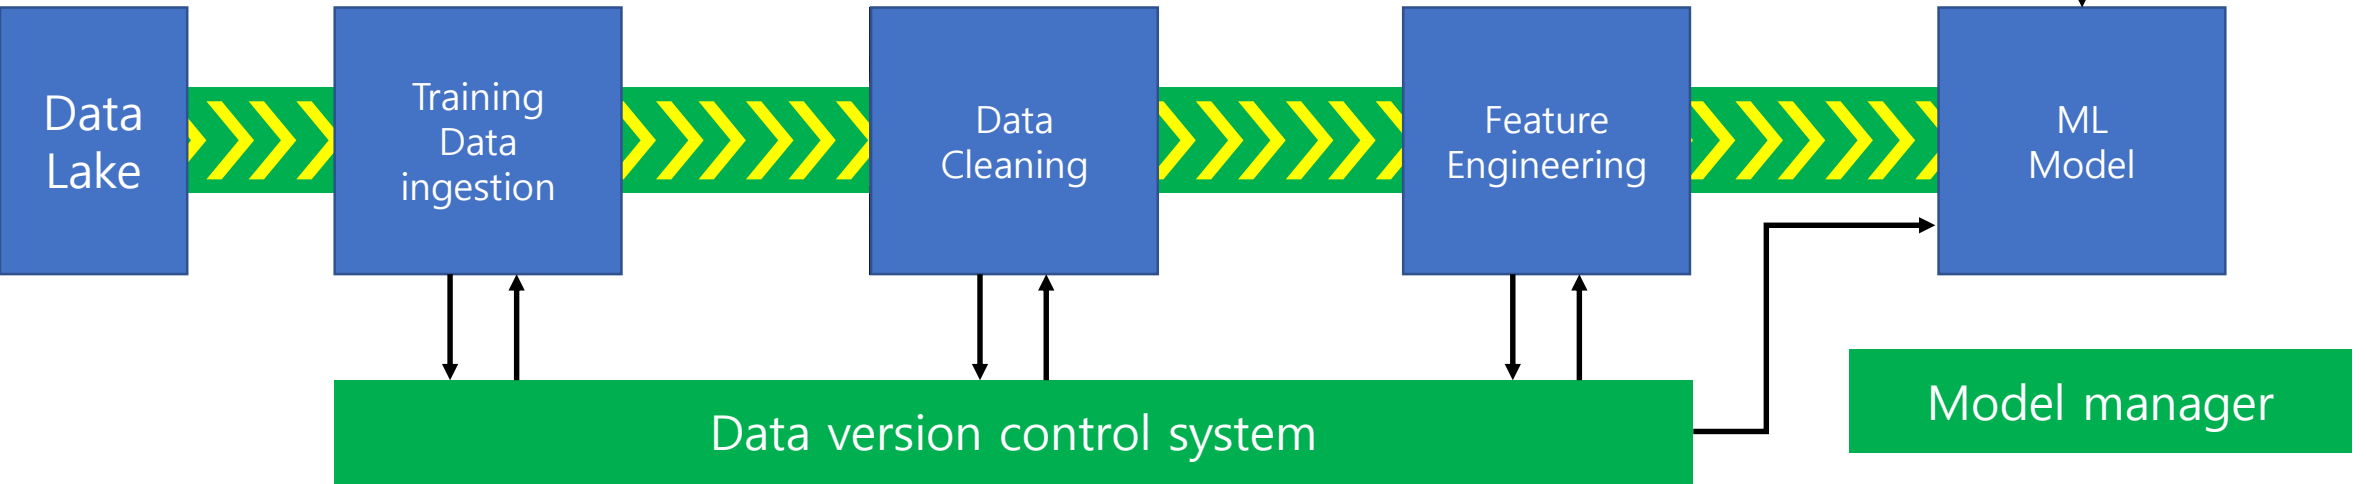 Data
Lake
Training
Data
ingestion
Data
Cleaning
Feature
Engineering
ML
Model
Data version control system
Model manager